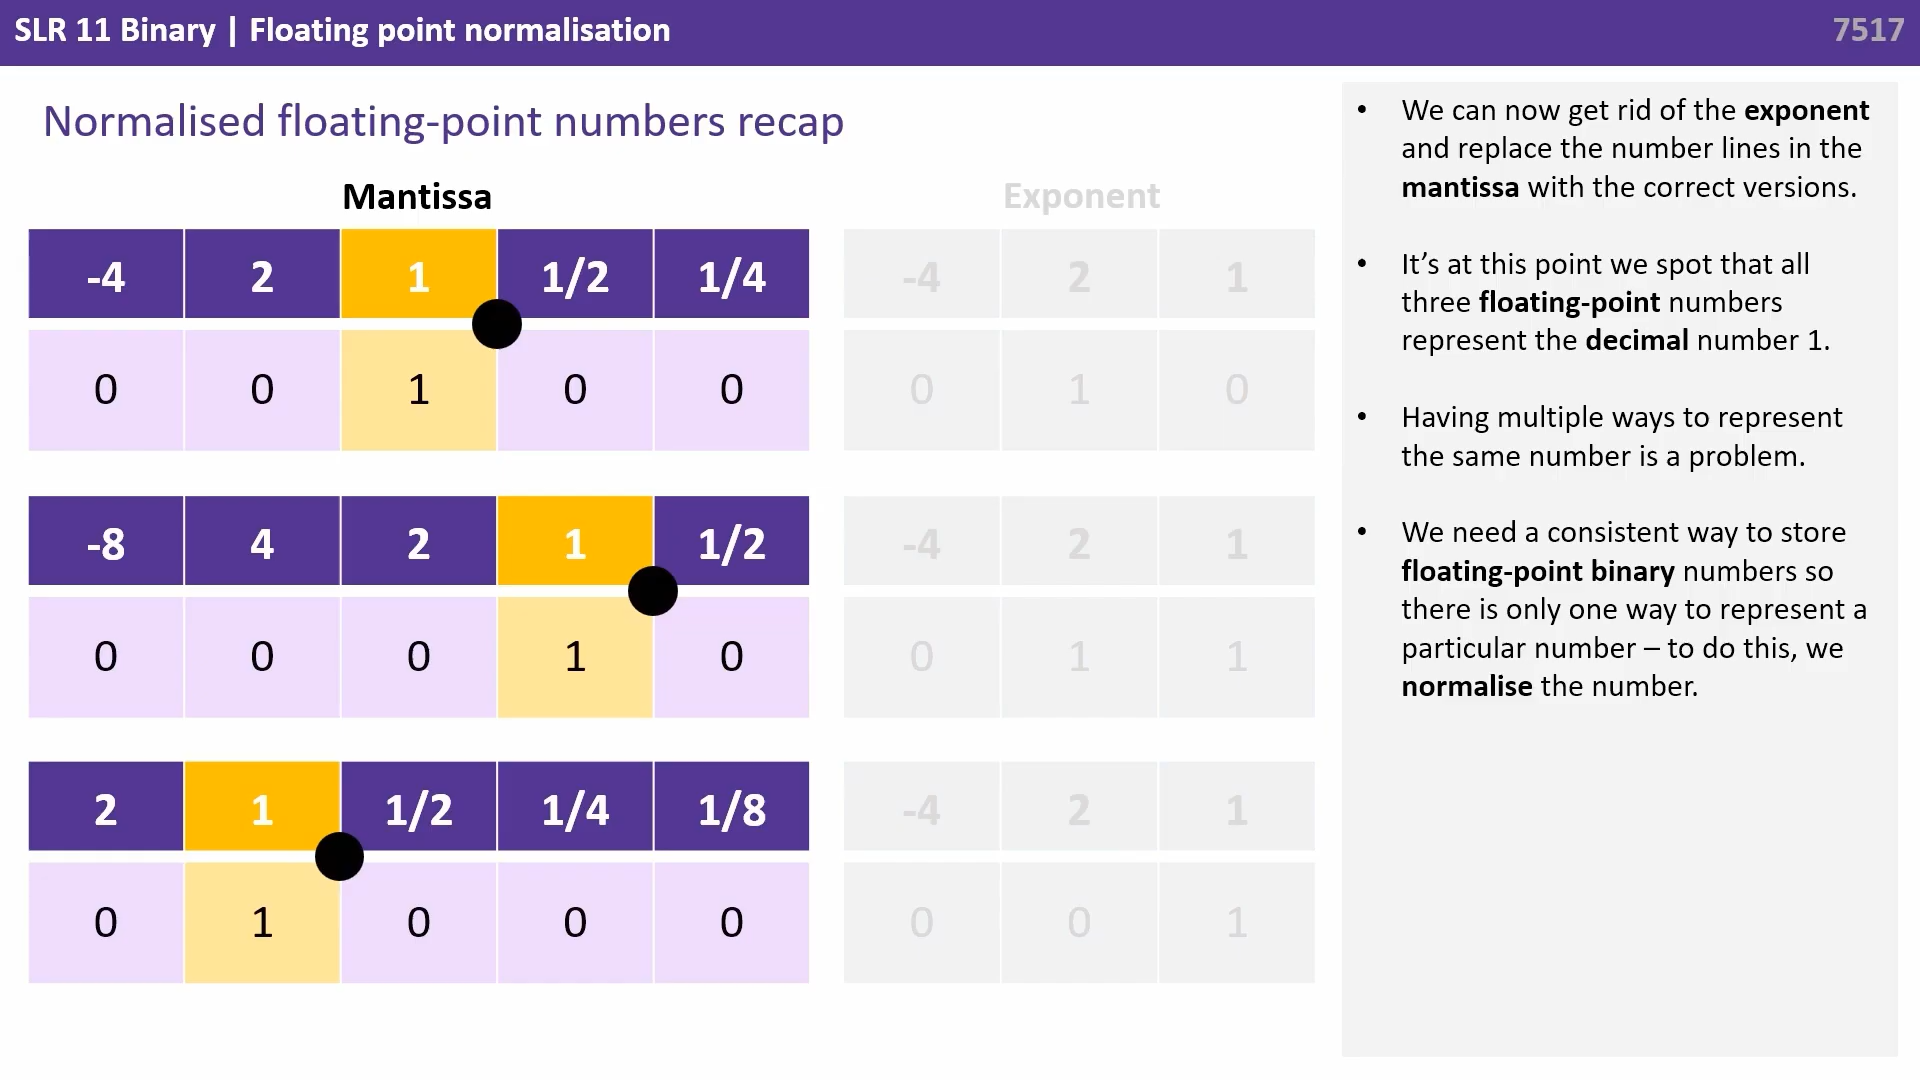 SLR 11 Binary | Floating point normalisation
7517
Normalised floating-point numbers recap
Mantissa
Exponent
-4 2 1 1/2 1/4
-4 2 1
0 0 1 0 0
0 1 0
-8 4 2 1 1/2
-4 2 1
0 0 0 1 0
0 1 1
2 1 1/2 1/4 1/8
-4 2 1
0 1 0 0 0
0 0 1
• We can now get rid of the exponent
and replace the number lines in the
mantissa with the correct versions.
• It’s at this point we spot that all
three floating-point numbers
represent the decimal number 1.
• Having multiple ways to represent
the same number is a problem.
• We need a consistent way to store
floating-point binary numbers so
there is only one way to represent a
particular number – to do this, we
normalise the number.